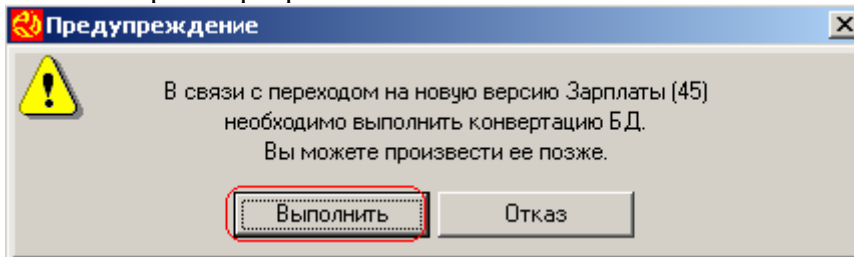 Предупреждение
В связи с переходом на новую версию Зарплаты (45)
необходимо выполнить конвертацию БД.
Вы можете произвести ее позже.
Выполнить Отказ